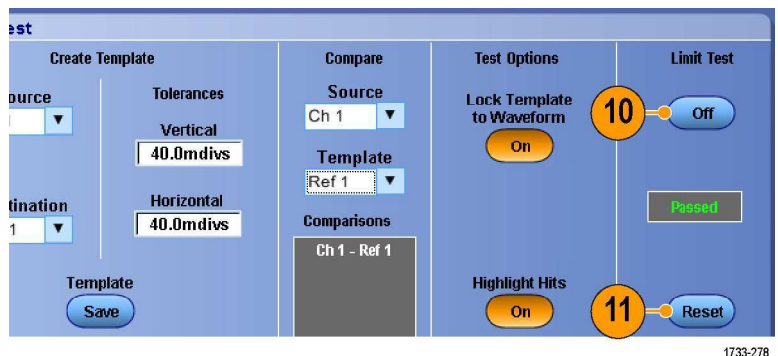 est
Create Template
ource
Tolerances
Vertical
40.0mdivs
Horizontal
40.0mdivs
tination
1
Template
Save
Compare
Source
Ch 1
Template
Ref 1
Comparisons
Ch 1 - Ref 1
Test Options
Lock Template
to Waveform
On
Highlight Hits
On
Limit Test
10
Off
Passed
11
Reset
1733-278